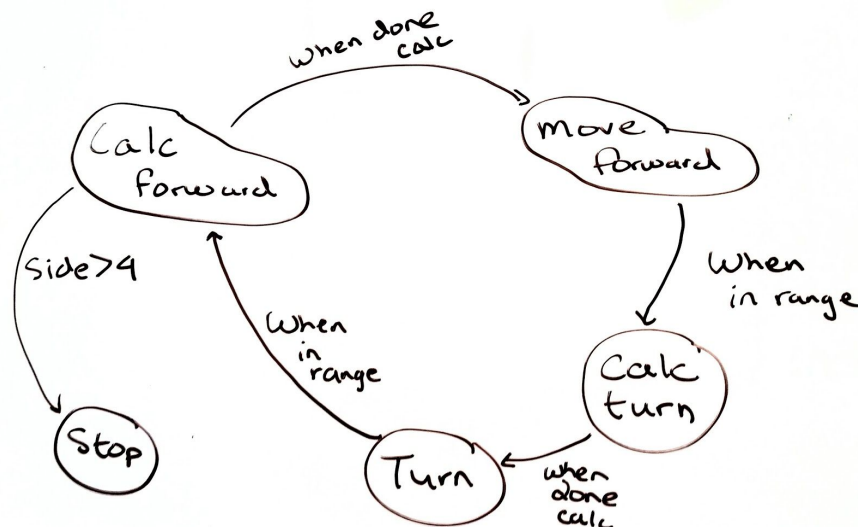 When done
calc
Calc
forward
move
forward
Side>4
When
in range
When
in
range
Calc
turn
Stop
Turn
when
done
calc